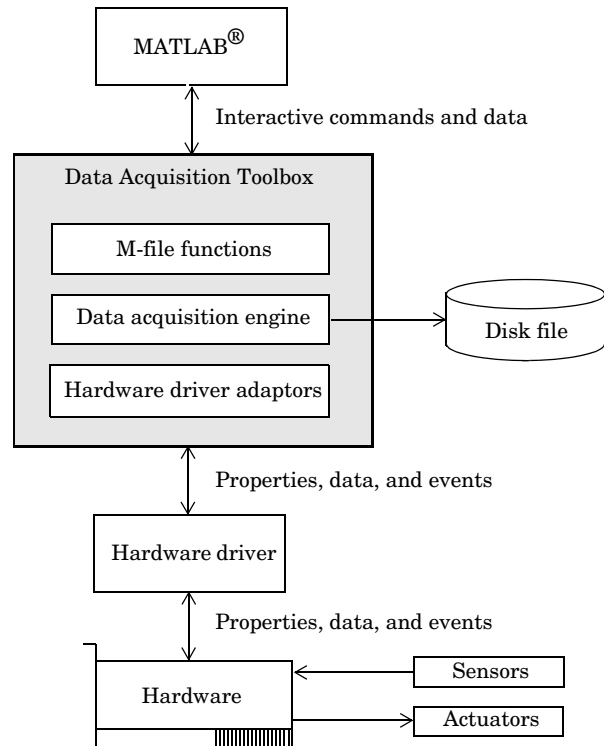 MATLAB®
Interactive commands and data
Data Acquisition Toolbox
M-file functions
Data acquisition engine
Disk file
Hardware driver adaptors
Properties, data, and events
Hardware driver
Properties, data, and events
Hardware
Sensors
Actuators